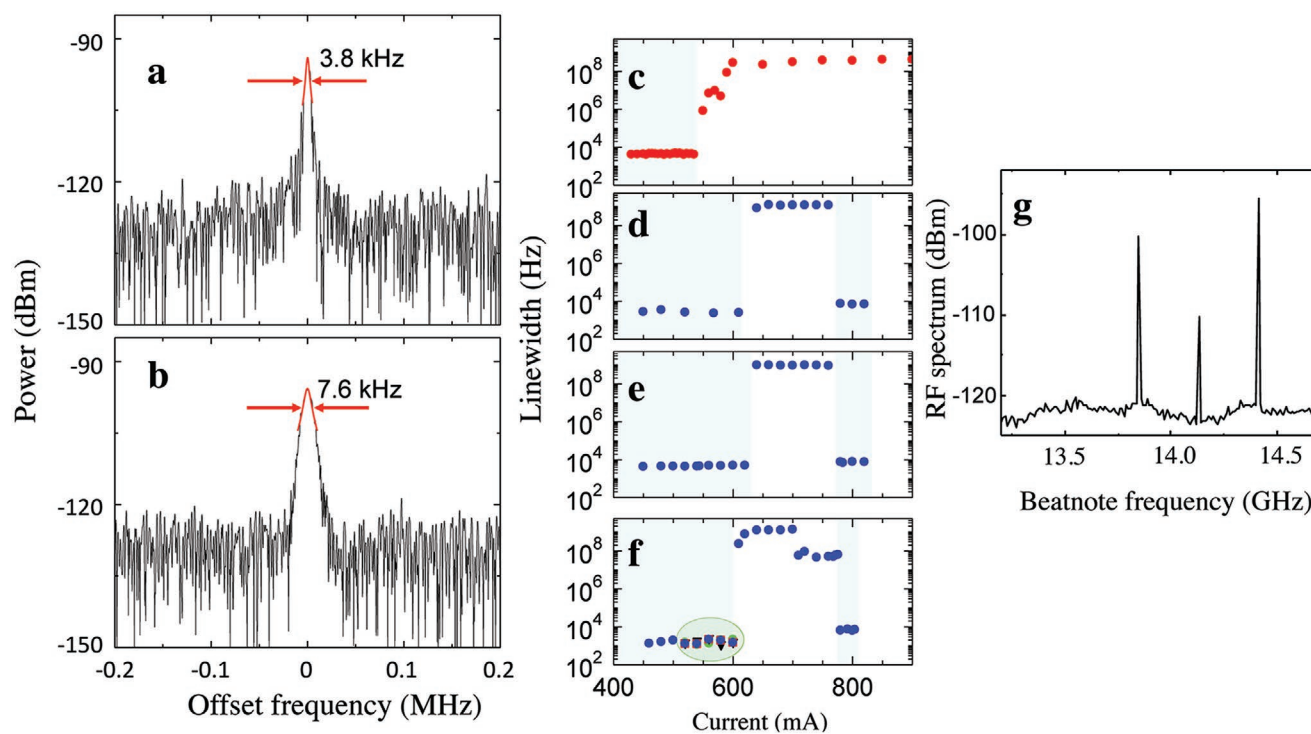 a
3.8 kHz
-90
-120
-150
b
7.6 kHz
-90
-120
-150
-0.2 -0.1 0 0.1 0.2
Power (dBm)
Offset frequency (MHz)
c
10^8
10^6
10^4
10^2
d
10^8
10^6
10^4
10^2
e
10^8
10^6
10^4
10^2
f
10^8
10^6
10^4
10^2
400 600 800
Linewidth (Hz)
Current (mA)
g
-100
-110
-120
13.5 14.0 14.5
RF spectrum (dBm)
Beatnote frequency (GHz)